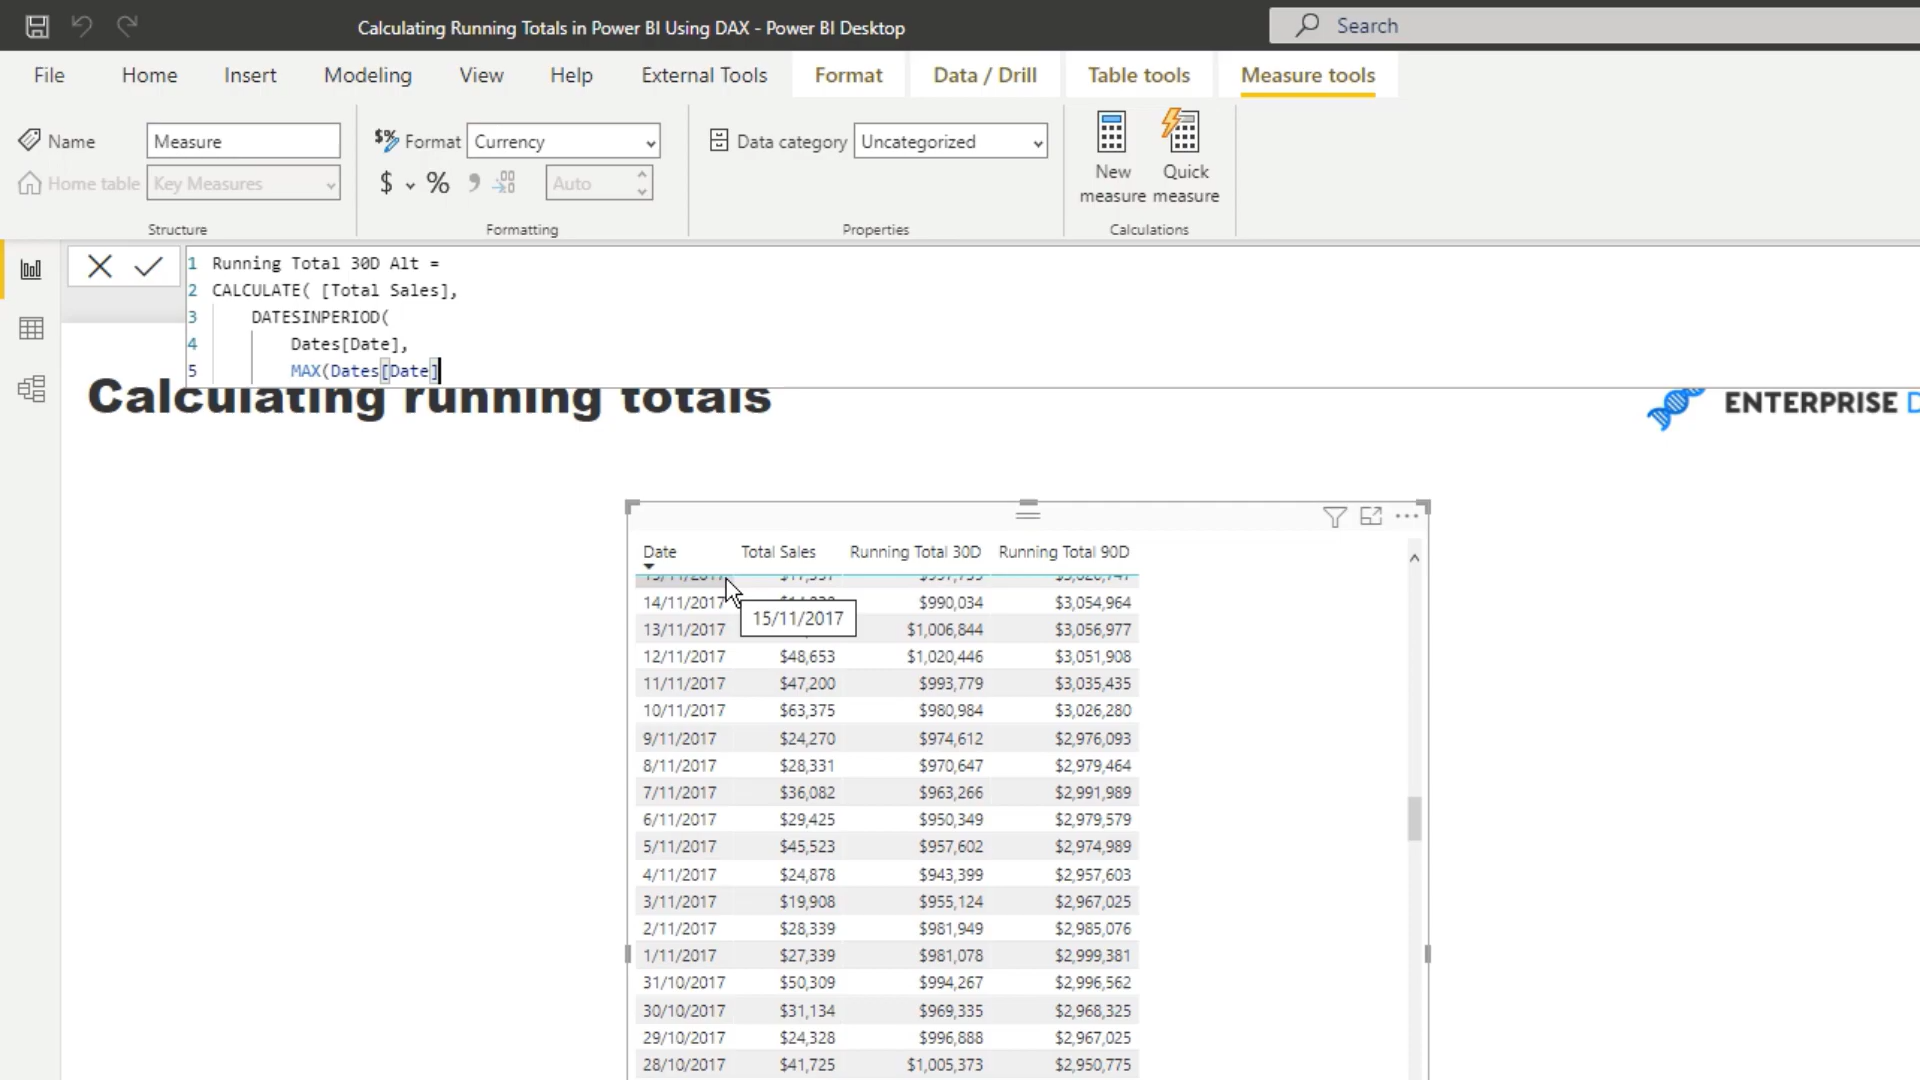 Calculating Running Totals in Power BI Using DAX - Power BI Desktop
Search
File Home Insert Modeling View Help External Tools Format Data / Drill Table tools Measure tools
Name Measure
Home table Key Measures
Structure
$% Format Currency
$ % Auto
Formatting
Data category Uncategorized
Properties
New measure
Quick measure
Calculations
1 Running Total 30D Alt =
2 CALCULATE( [Total Sales],
3 DATESINPERIOD(
4 Dates[Date],
5 MAX(Dates[Date]
Calculating running totals
ENTERPRISE
Date Total Sales Running Total 30D Running Total 90D
14/11/2017 $990,034 $3,054,964
15/11/2017
13/11/2017 $1,006,844 $3,056,977
12/11/2017 $48,653 $1,020,446 $3,051,908
11/11/2017 $47,200 $993,779 $3,035,435
10/11/2017 $63,375 $980,984 $3,026,280
9/11/2017 $24,270 $974,612 $2,976,093
8/11/2017 $28,331 $970,647 $2,979,464
7/11/2017 $36,082 $963,266 $2,991,989
6/11/2017 $29,425 $950,349 $2,979,579
5/11/2017 $45,523 $957,602 $2,974,989
4/11/2017 $24,878 $943,399 $2,957,603
3/11/2017 $19,908 $955,124 $2,967,025
2/11/2017 $28,339 $981,949 $2,985,076
1/11/2017 $27,339 $981,078 $2,999,381
31/10/2017 $50,309 $994,267 $2,996,562
30/10/2017 $31,134 $969,335 $2,968,325
29/10/2017 $24,328 $996,888 $2,967,025
28/10/2017 $41,725 $1,005,373 $2,950,775